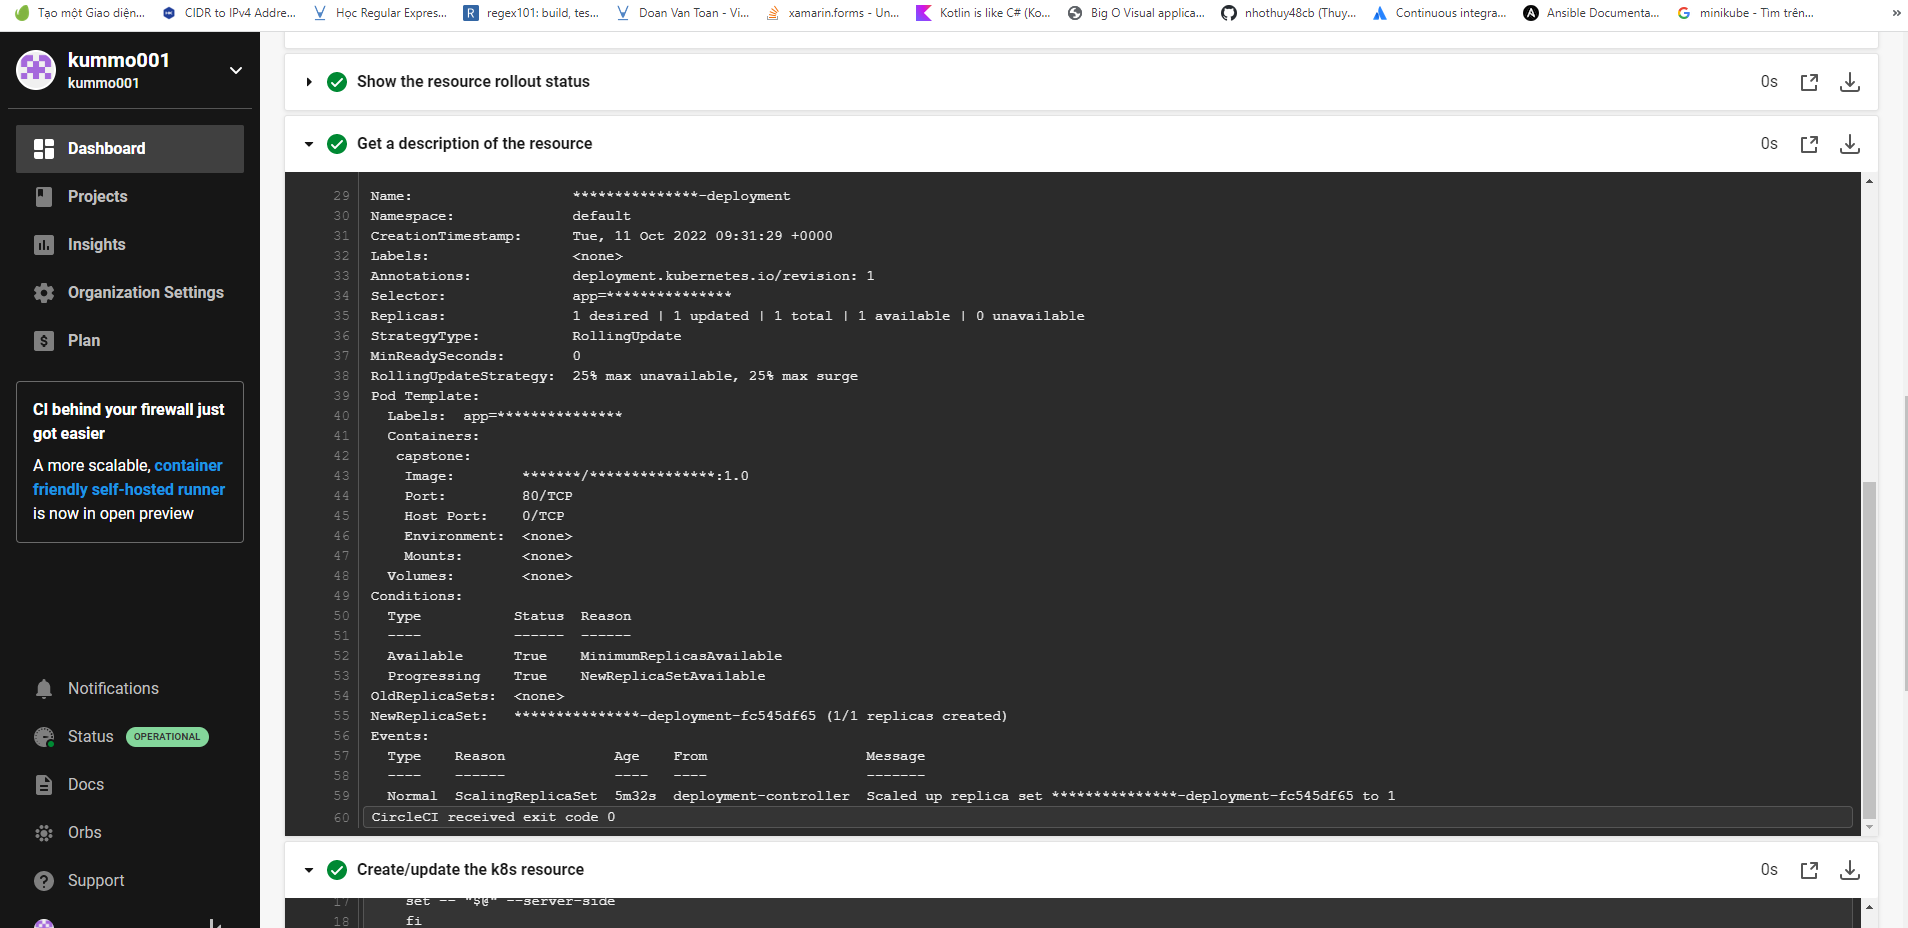 Tạo một Giao diện... CIDR to IPv4 Addre... Học Regular Expres... regex101: build, tes... Doan Van Toan - Vi... xamarin.forms - Un... Kotlin is like C# (Ko... Big O Visual applica... nhothuy48cb (Thuy... Continuous integra... Ansible Documenta... minikube - Tìm trên... »
kummo001
kummo001
Dashboard
Projects
Insights
Organization Settings
Plan
CI behind your firewall just
got easier
A more scalable, container
friendly self-hosted runner
is now in open preview
Notifications
Status OPERATIONAL
Docs
Orbs
Support
Show the resource rollout status 0s
Get a description of the resource 0s
29 Name: ***************-deployment
30 Namespace: default
31 CreationTimestamp: Tue, 11 Oct 2022 09:31:29 +0000
32 Labels: <none>
33 Annotations: deployment.kubernetes.io/revision: 1
34 Selector: app=***************
35 Replicas: 1 desired | 1 updated | 1 total | 1 available | 0 unavailable
36 StrategyType: RollingUpdate
37 MinReadySeconds: 0
38 RollingUpdateStrategy: 25% max unavailable, 25% max surge
39 Pod Template:
40 Labels: app=***************
41 Containers:
42 capstone:
43 Image: *******/***************:1.0
44 Port: 80/TCP
45 Host Port: 0/TCP
46 Environment: <none>
47 Mounts: <none>
48 Volumes: <none>
49 Conditions:
50 Type Status Reason
51 ---- ------ ------
52 Available True MinimumReplicasAvailable
53 Progressing True NewReplicaSetAvailable
54 OldReplicaSets: <none>
55 NewReplicaSet: ***************-deployment-fc545df65 (1/1 replicas created)
56 Events:
57 Type Reason Age From Message
58 ---- ------ ---- ---- -------
59 Normal ScalingReplicaSet 5m32s deployment-controller Scaled up replica set ***************-deployment-fc545df65 to 1
60 CircleCI received exit code 0
Create/update the k8s resource 0s
17 set -- "$@" --server-side
18 fi